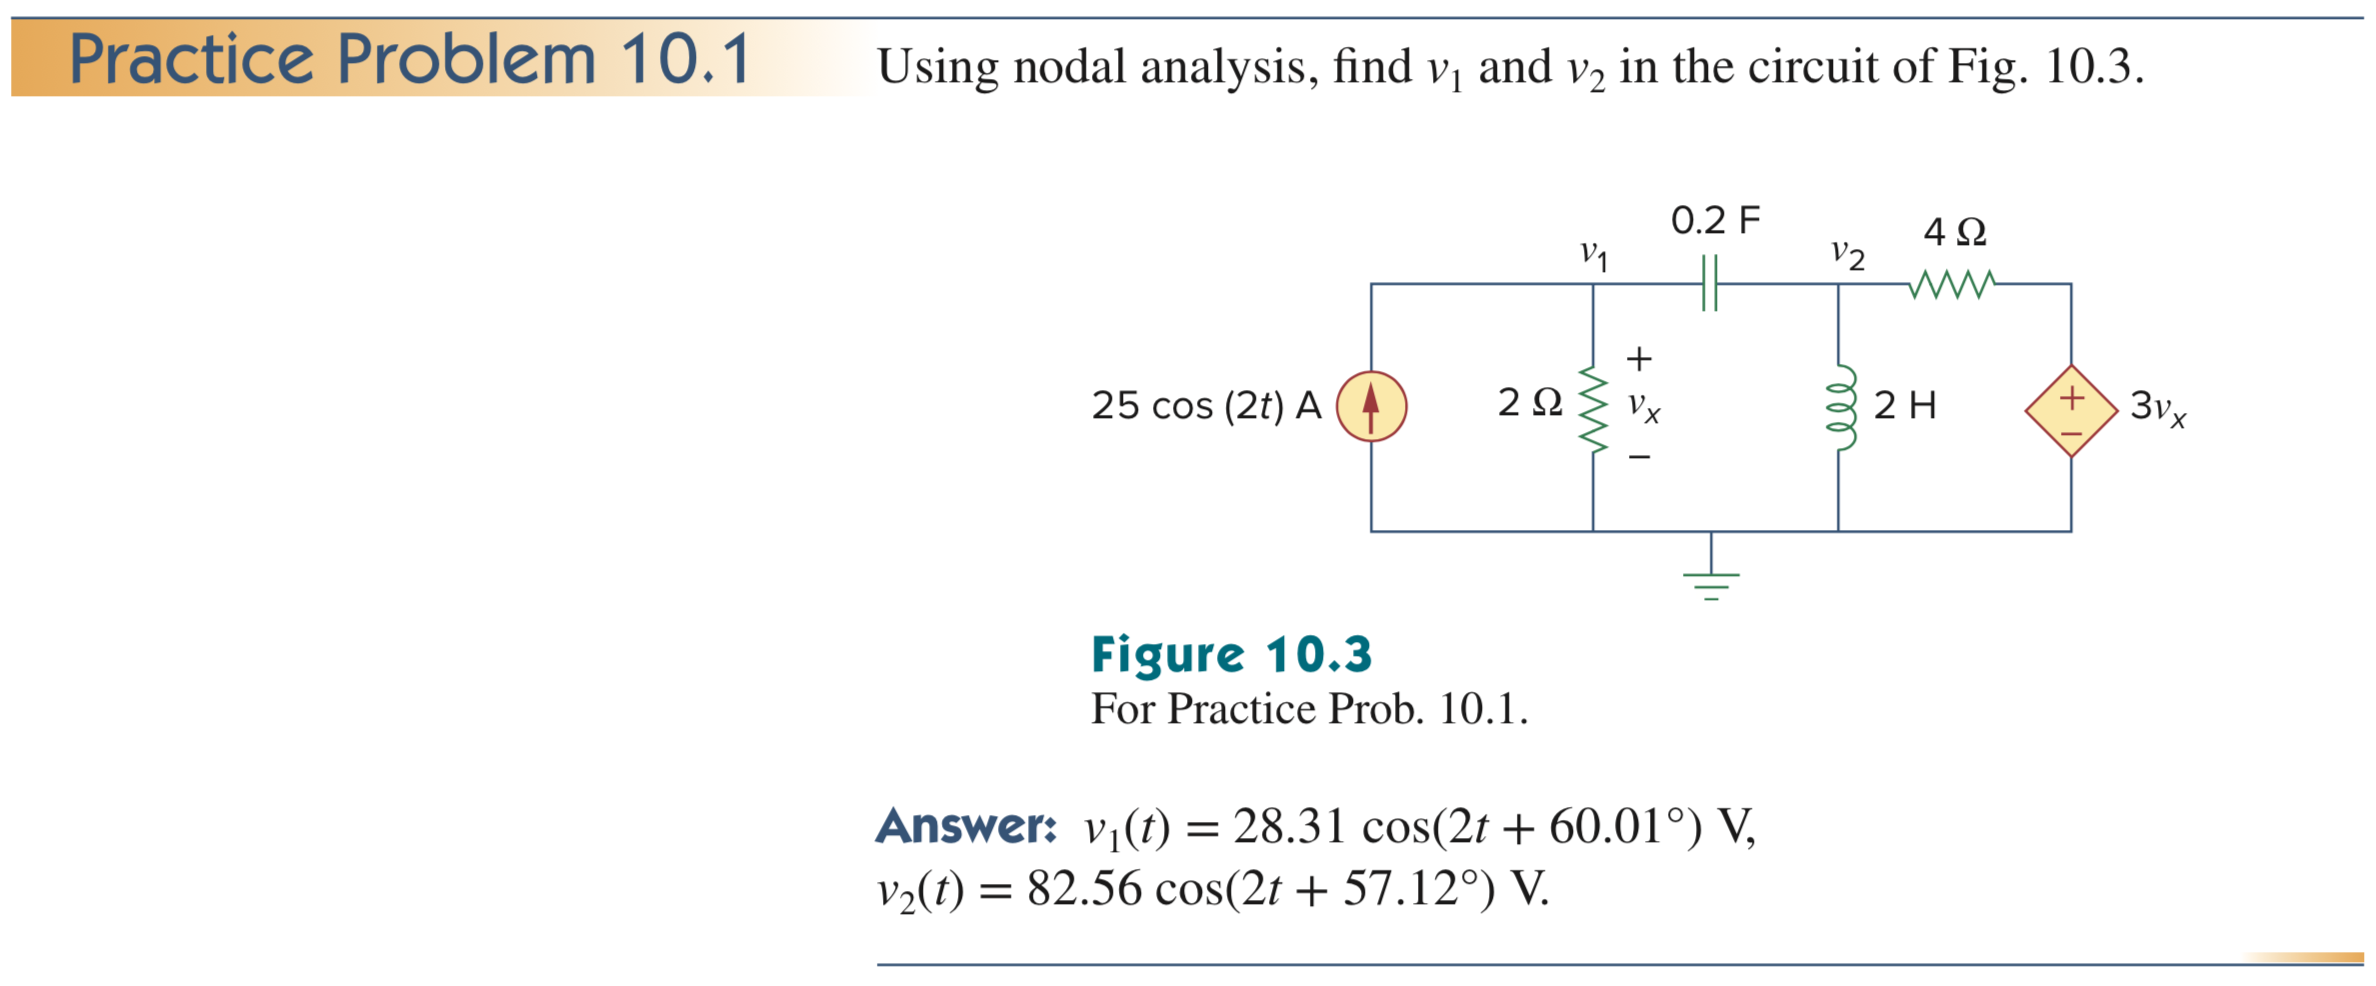 Practice Problem 10.1
Using nodal analysis, find v₁ and v₂ in the circuit of Fig. 10.3.
0.2 F
4 Ω
v₁
v₂
+
25 cos (2t) A
2 Ω
vₓ
2 H
+
−
3vₓ
−
Figure 10.3
For Practice Prob. 10.1.
Answer: v₁(t) = 28.31 cos(2t + 60.01°) V,
v₂(t) = 82.56 cos(2t + 57.12°) V.